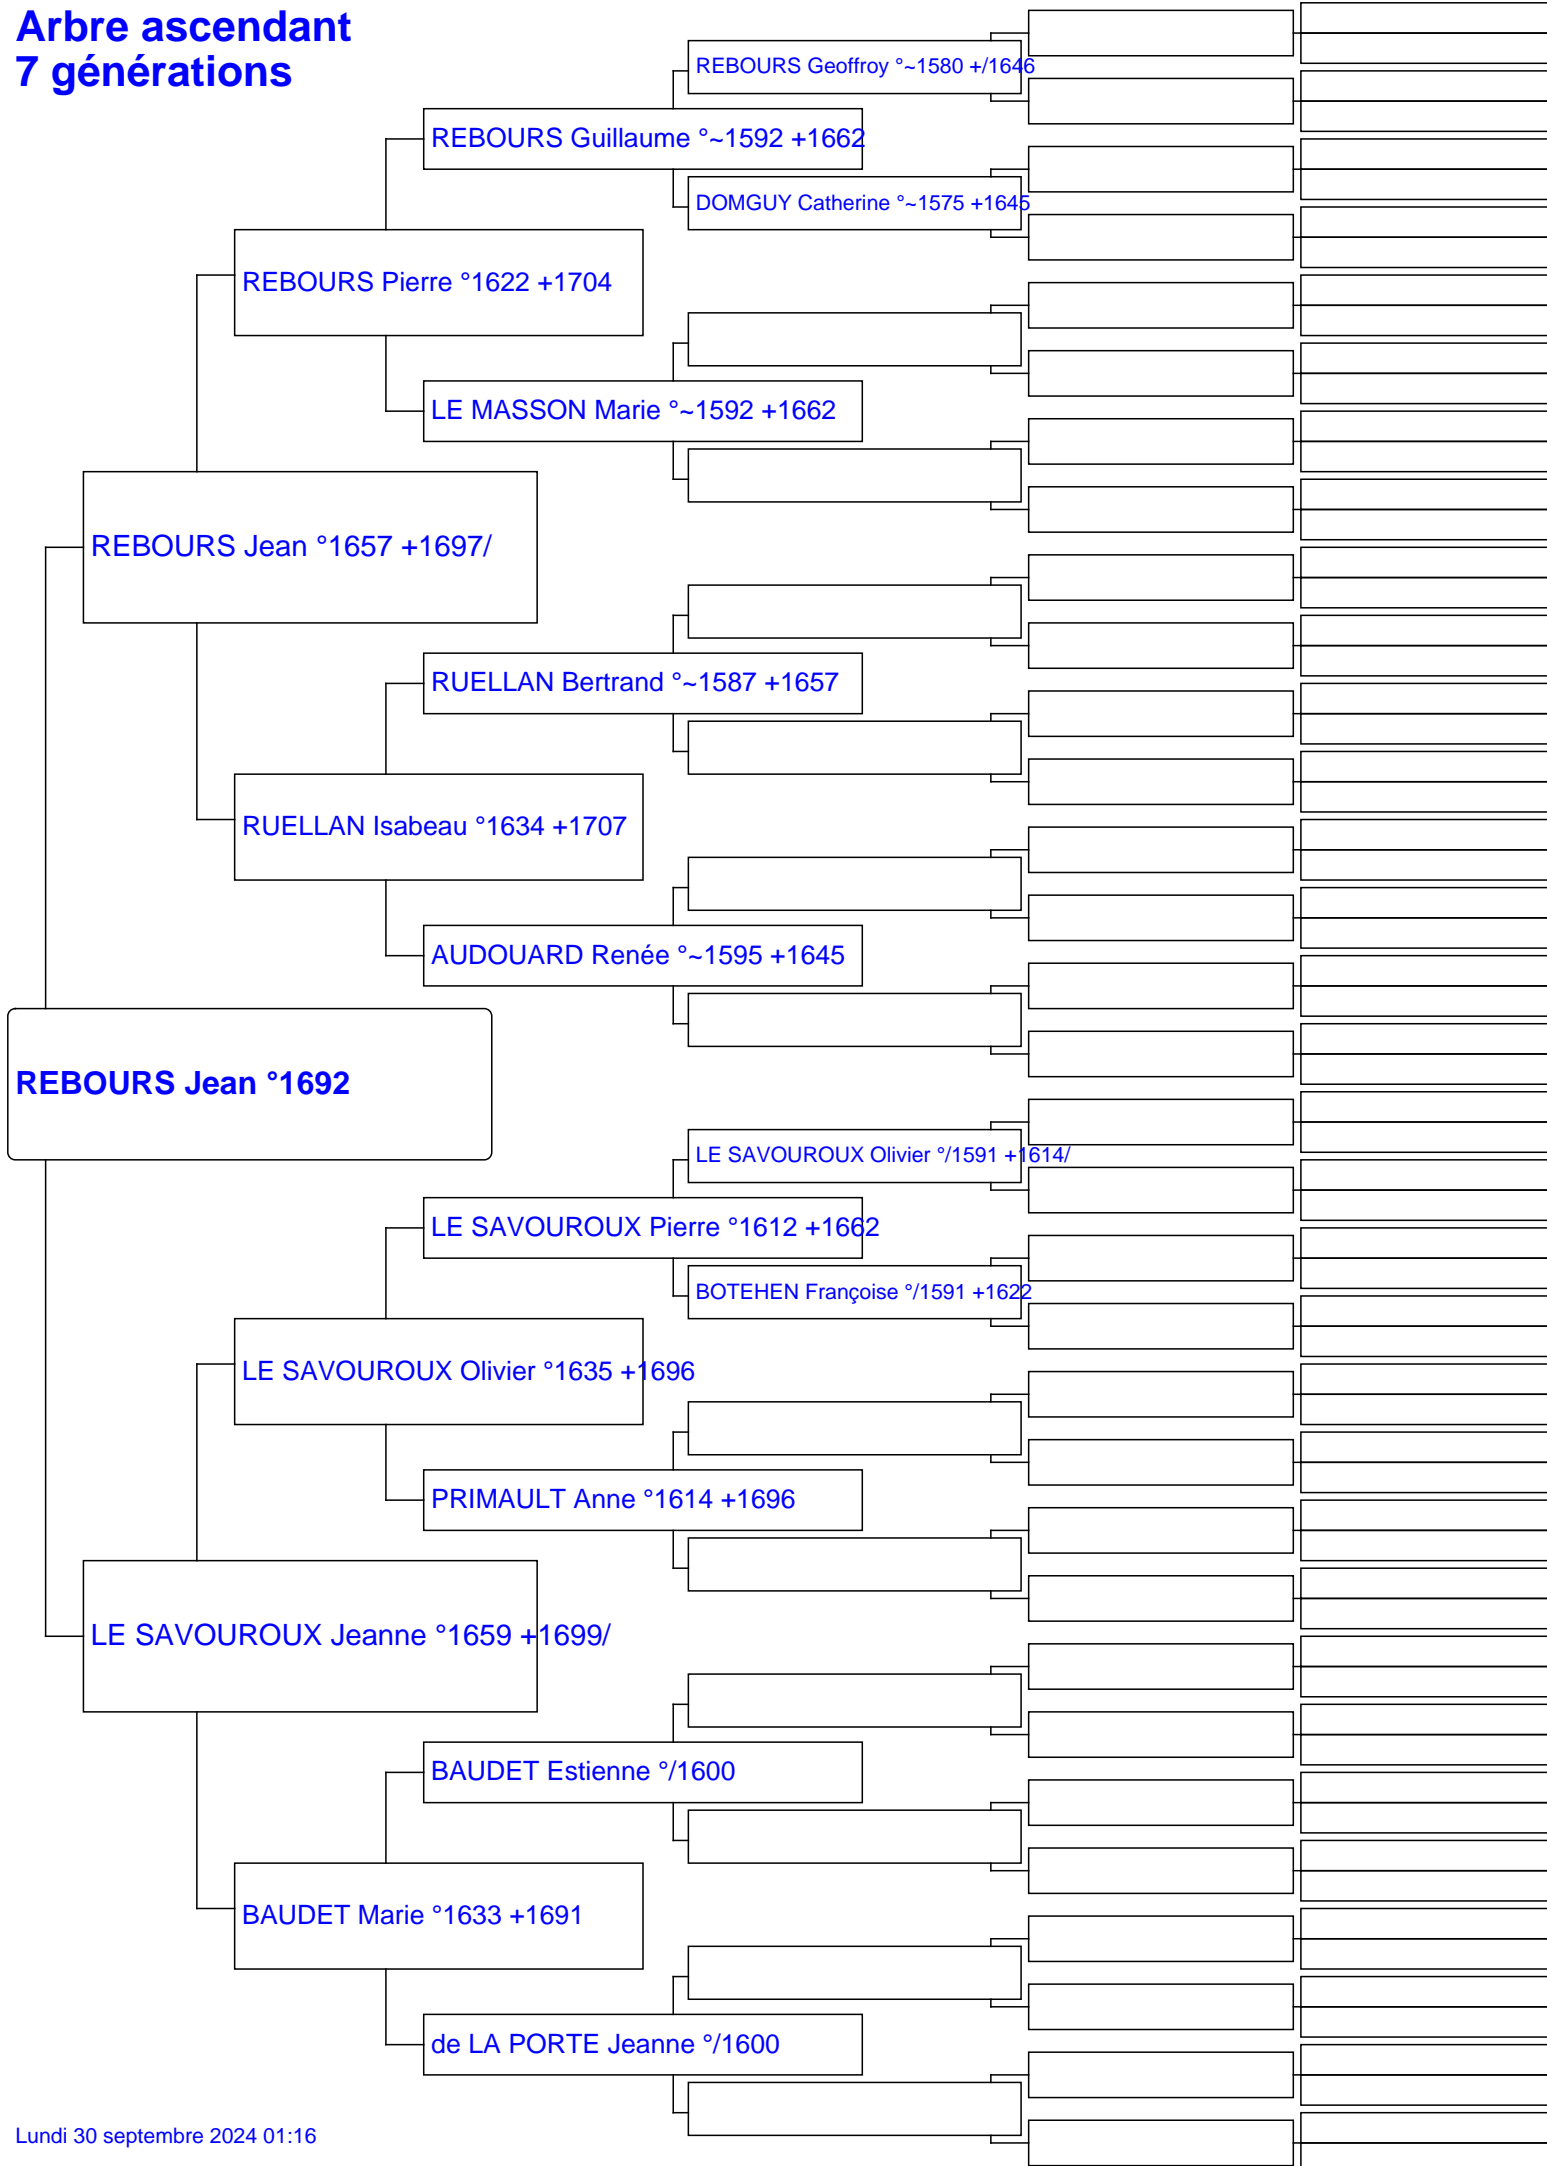 Arbre ascendant
7 générations
REBOURS Geoffroy °~1580 +/1646
REBOURS Guillaume °~1592 +1662
DOMGUY Catherine °~1575 +1645
REBOURS Pierre °1622 +1704
LE MASSON Marie °~1592 +1662
REBOURS Jean °1657 +1697/
RUELLAN Bertrand °~1587 +1657
RUELLAN Isabeau °1634 +1707
AUDOUARD Renée °~1595 +1645
REBOURS Jean °1692
LE SAVOUROUX Olivier °/1591 +1614/
LE SAVOUROUX Pierre °1612 +1662
BOTEHEN Françoise °/1591 +1622
LE SAVOUROUX Olivier °1635 +1696
PRIMAULT Anne °1614 +1696
LE SAVOUROUX Jeanne °1659 +1699/
BAUDET Estienne °/1600
BAUDET Marie °1633 +1691
de LA PORTE Jeanne °/1600
Lundi 30 septembre 2024 01:16